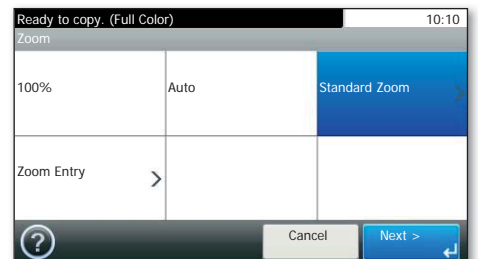 Ready to copy. (Full Color) 10:10
Zoom
100% Auto Standard Zoom
Zoom Entry
? Cancel Next >